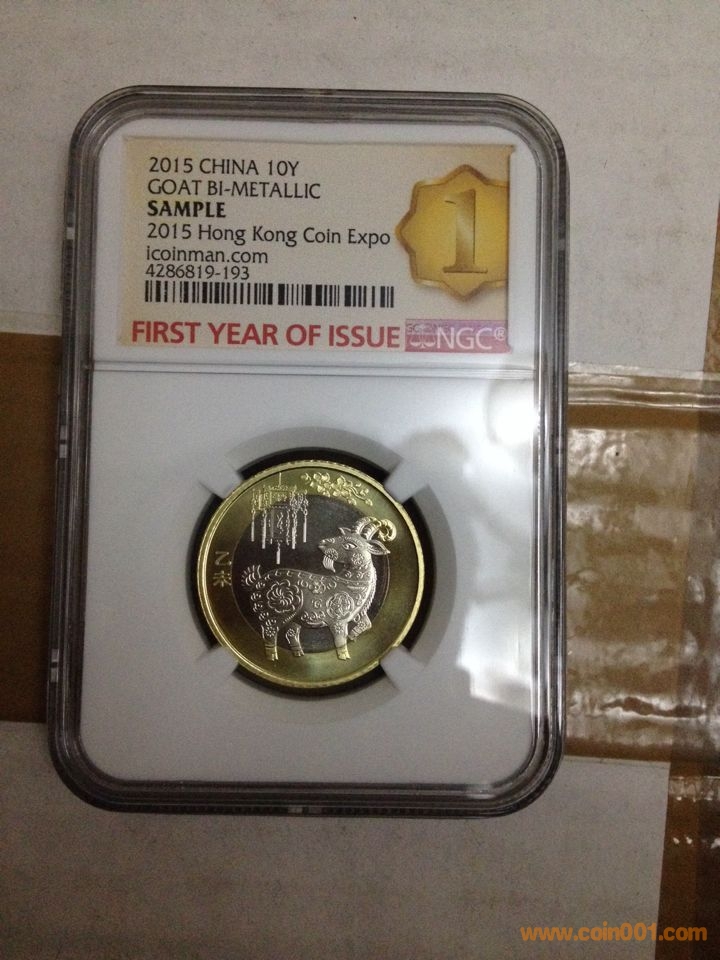 2015 CHINA 10Y
GOAT BI-METALLIC
SAMPLE
2015 Hong Kong Coin Expo
icoinman.com
4286819-193
1
FIRST YEAR OF ISSUE NGC®
乙未
www.coin001.com